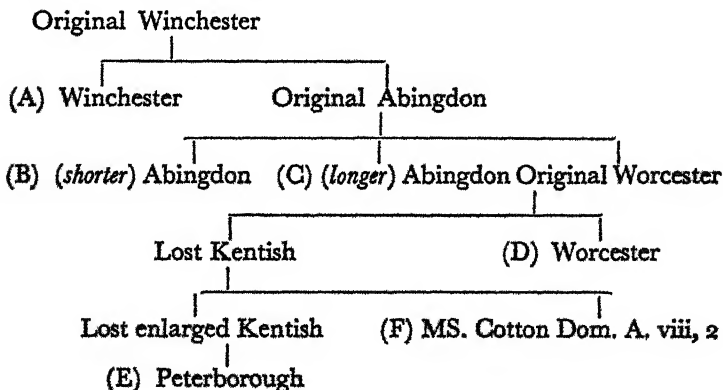 Original Winchester
(A) Winchester Original Abingdon
(B) (shorter) Abingdon (C) (longer) Abingdon Original Worcester
Lost Kentish (D) Worcester
Lost enlarged Kentish (F) MS. Cotton Dom. A. viii, 2
(E) Peterborough